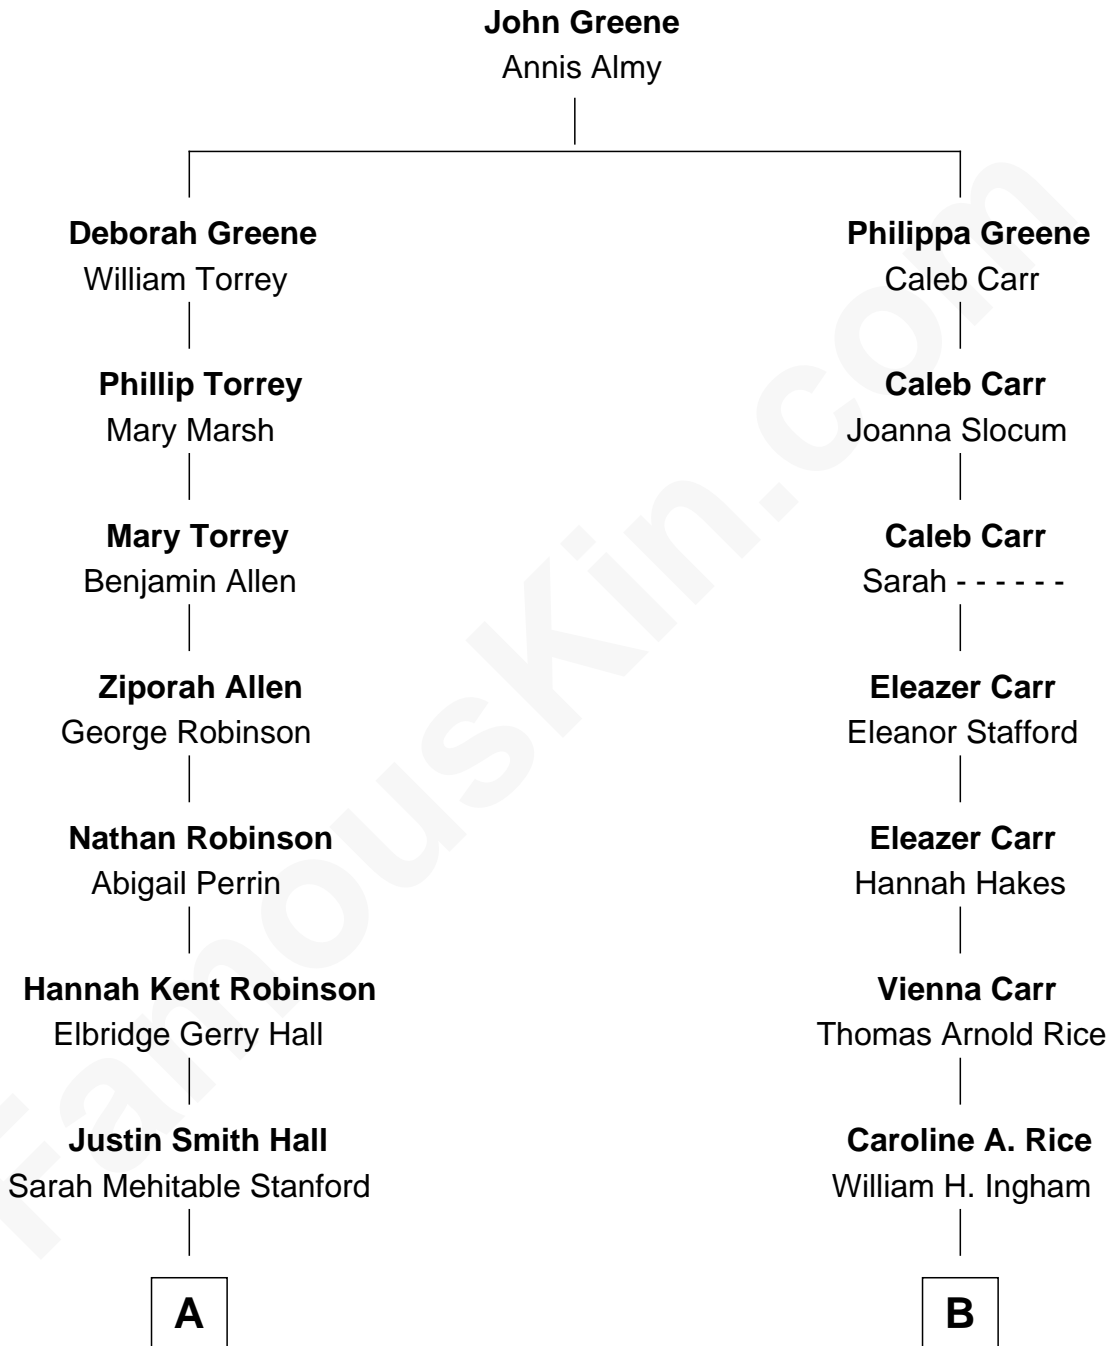 John Greene
Annis Almy
Deborah Greene
William Torrey
Philippa Greene
Caleb Carr
Phillip Torrey
Mary Marsh
Caleb Carr
Joanna Slocum
Mary Torrey
Benjamin Allen
Caleb Carr
Sarah - - - - - -
Ziporah Allen
George Robinson
Eleazer Carr
Eleanor Stafford
Nathan Robinson
Abigail Perrin
Eleazer Carr
Hannah Hakes
Hannah Kent Robinson
Elbridge Gerry Hall
Vienna Carr
Thomas Arnold Rice
Justin Smith Hall
Sarah Mehitable Stanford
Caroline A. Rice
William H. Ingham
A
B
FamousKin.com